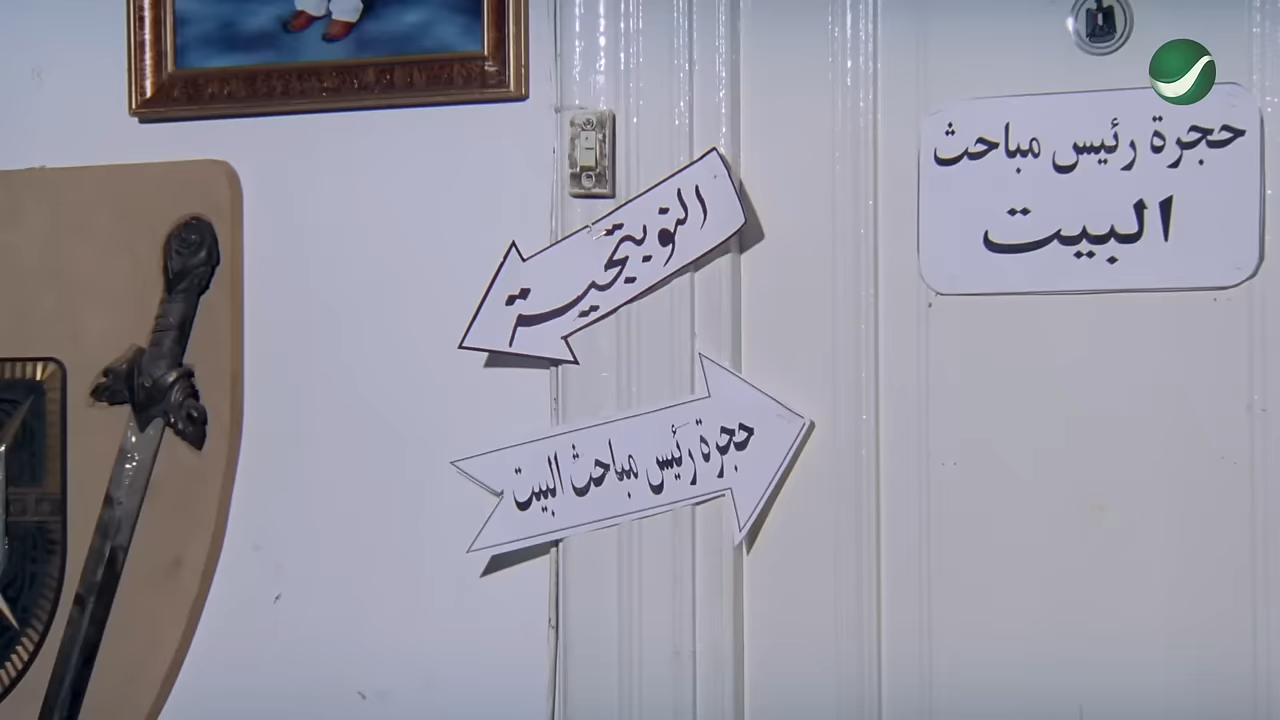 حجرة رئيس مباحث
البيت
النوبتجية
حجرة رئيس مباحث البيت